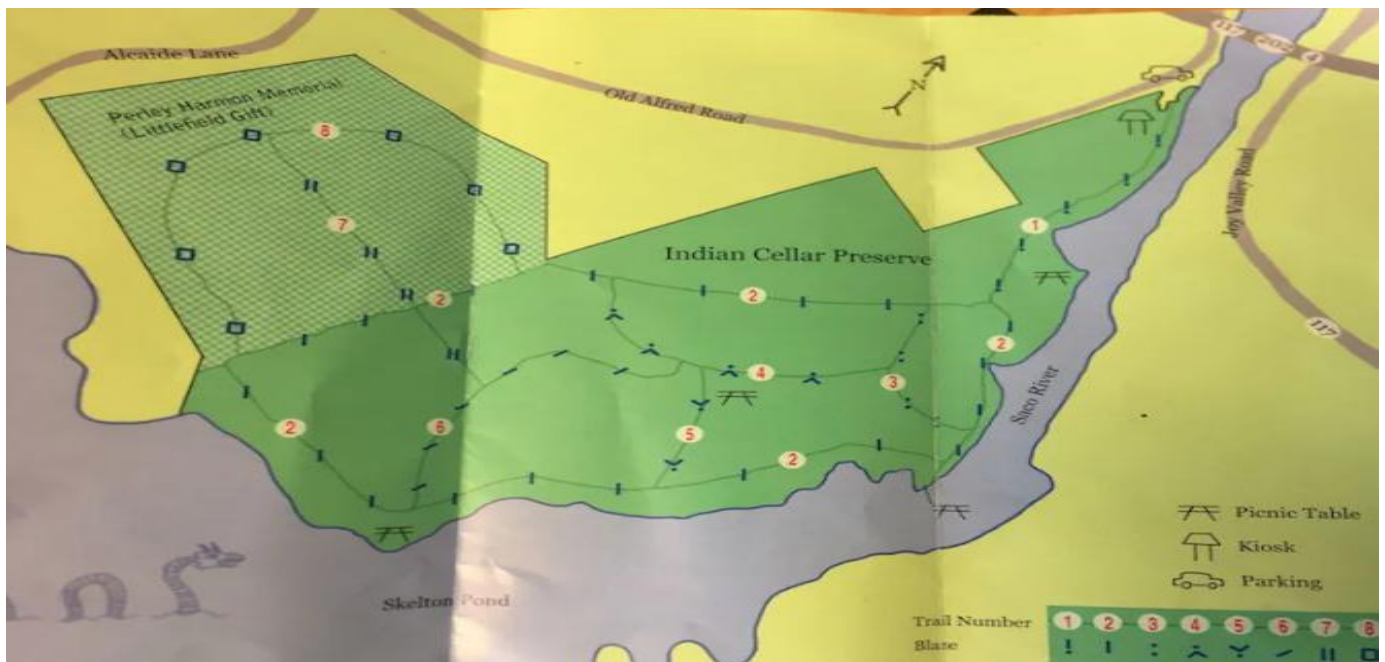 117 202 4
Alcaide Lane
Perley Harmon Memorial
(Littlefield Gift)
Old Alfred Road
N
8
7
Joy Valley Road
1
Indian Cellar Preserve
2
2
117
2
4
3
Saco River
2
6
5
2
Picnic Table
Kiosk
Parking
Skelton Pond
Trail Number 1 2 3 4 5 6 7 8
Blaze